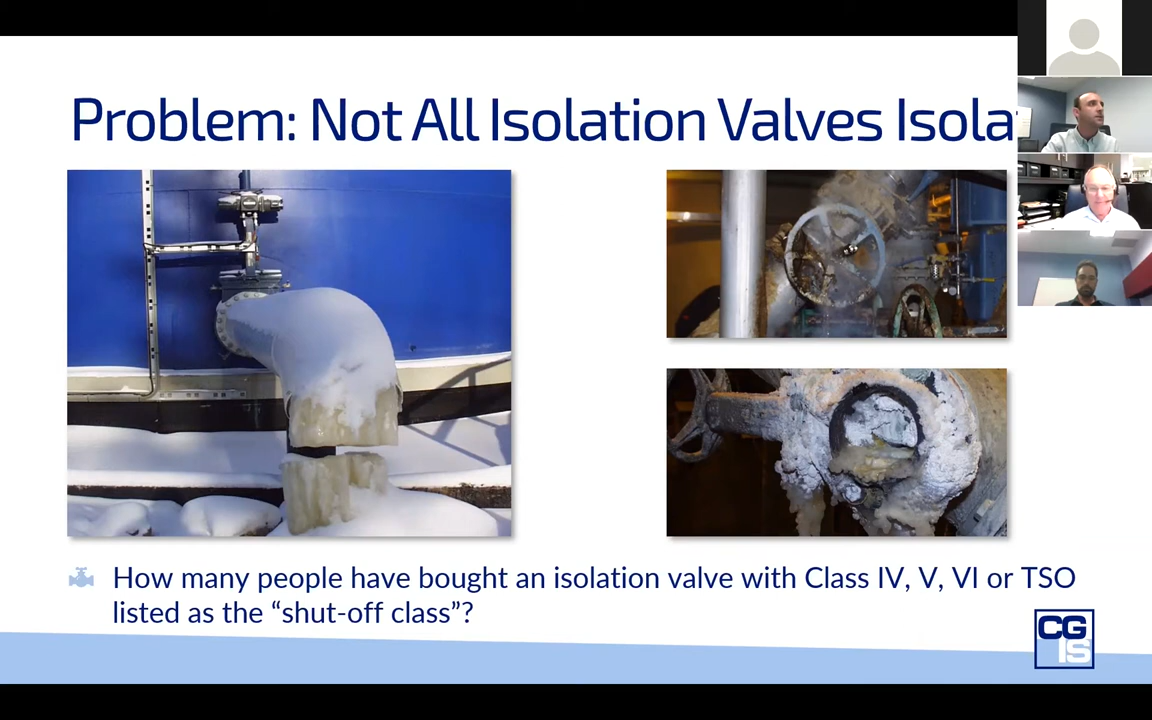 Problem: Not All Isolation Valves Isola
How many people have bought an isolation valve with Class IV, V, VI or TSO
listed as the “shut-off class”?
CG
IS